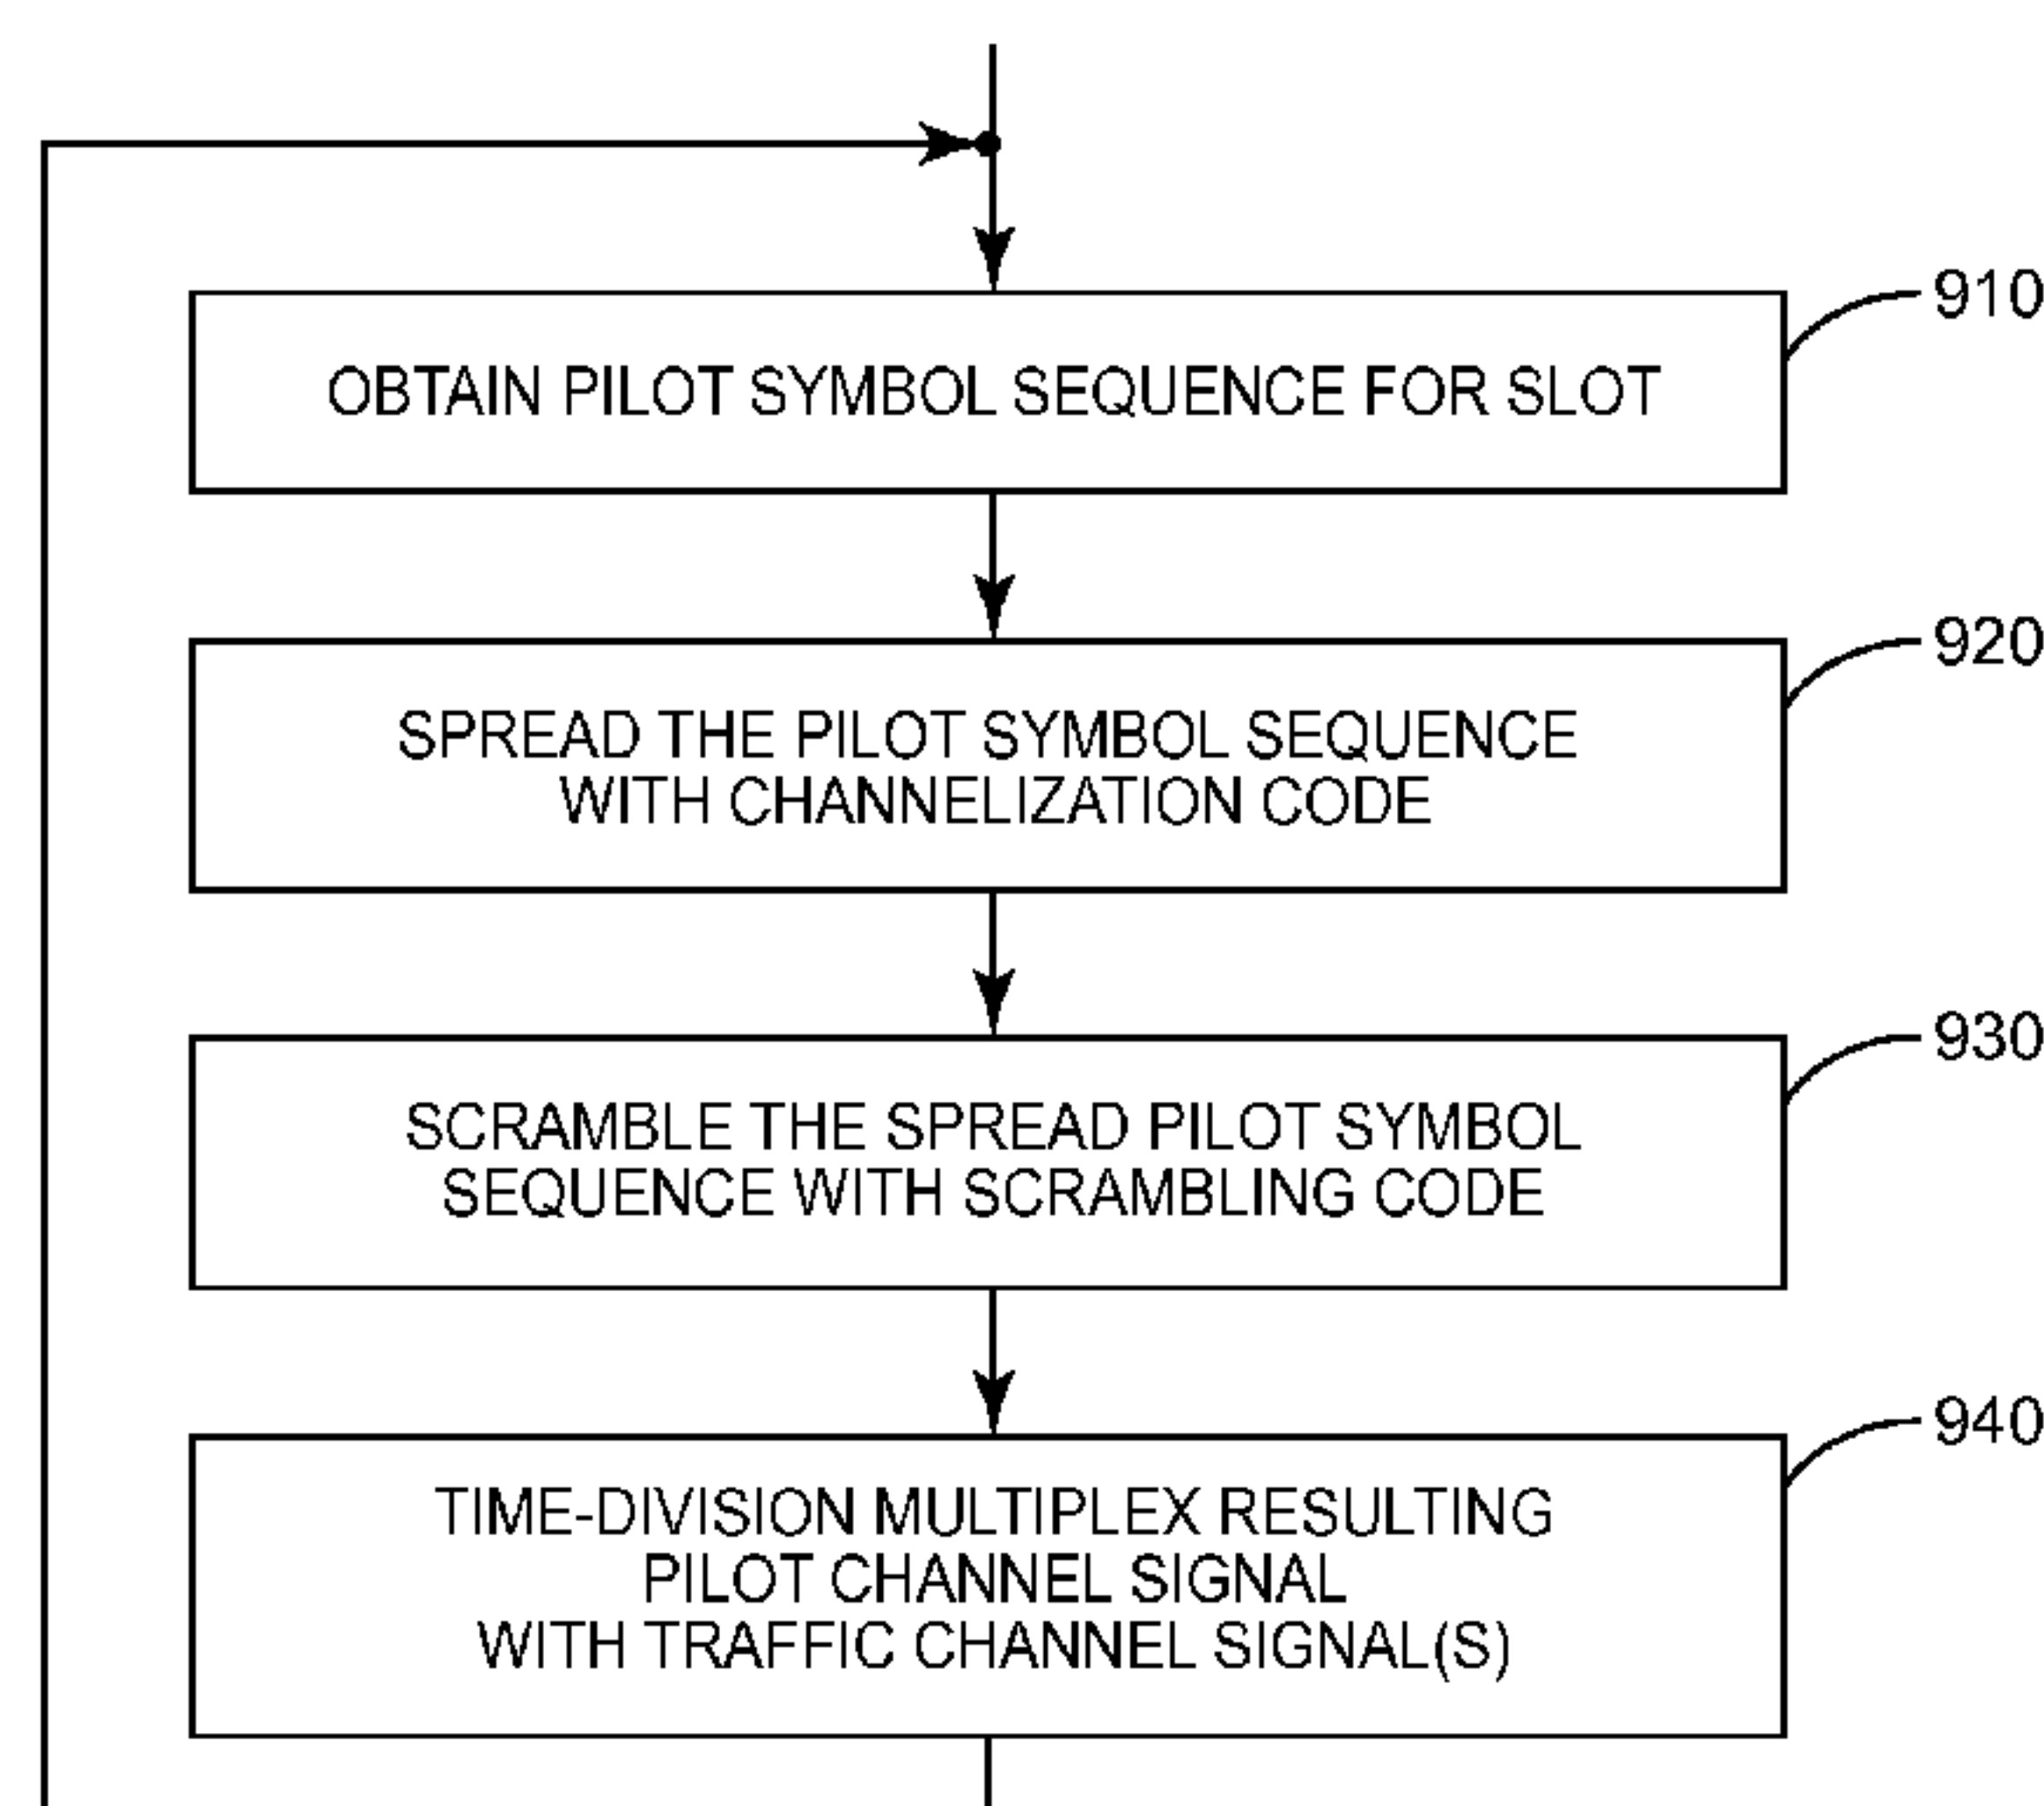 910
OBTAIN PILOT SYMBOL SEQUENCE FOR SLOT
920
SPREAD THE PILOT SYMBOL SEQUENCE
WITH CHANNELIZATION CODE
930
SCRAMBLE THE SPREAD PILOT SYMBOL
SEQUENCE WITH SCRAMBLING CODE
940
TIME-DIVISION MULTIPLEX RESULTING
PILOT CHANNEL SIGNAL
WITH TRAFFIC CHANNEL SIGNAL(S)